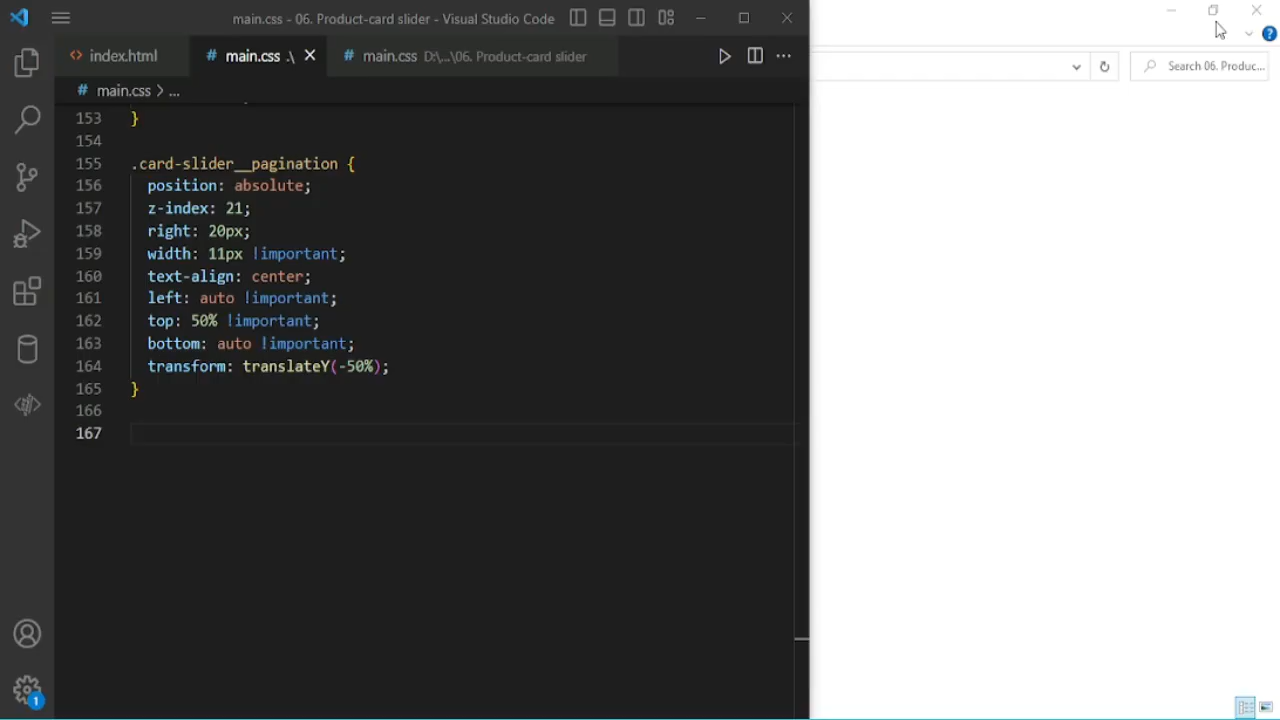 main.css - 06. Product-card slider - Visual Studio Code
index.html
# main.css .\
# main.css D:\...\06. Product-card slider
# main.css > ...
Search 06. Produc...
153 }
154
155 .card-slider__pagination {
156 position: absolute;
157 z-index: 21;
158 right: 20px;
159 width: 11px !important;
160 text-align: center;
161 left: auto !important;
162 top: 50% !important;
163 bottom: auto !important;
164 transform: translateY(-50%);
165 }
166
167
1